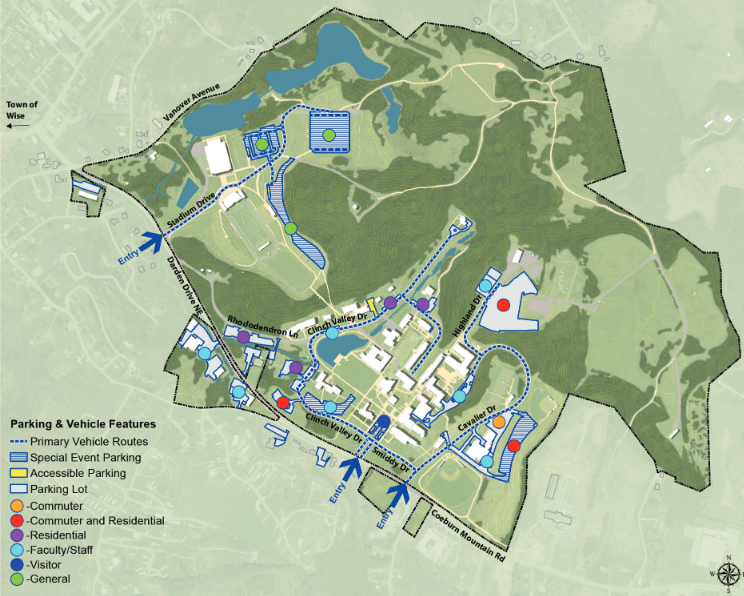 Vanover Avenue
Town of
Wise
Stadium Drive
Entry
Darden Drive NE
Rhododendron Ln
Clinch Valley Dr
Highland Dr
Clinch Valley Dr
Smiddy Dr
Cavalier Dr
Entry
Entry
Coeburn Mountain Rd
Parking & Vehicle Features
Primary Vehicle Routes
Special Event Parking
Accessible Parking
Parking Lot
-Commuter
-Commuter and Residential
-Residential
-Faculty/Staff
-Visitor
-General
N
W
S